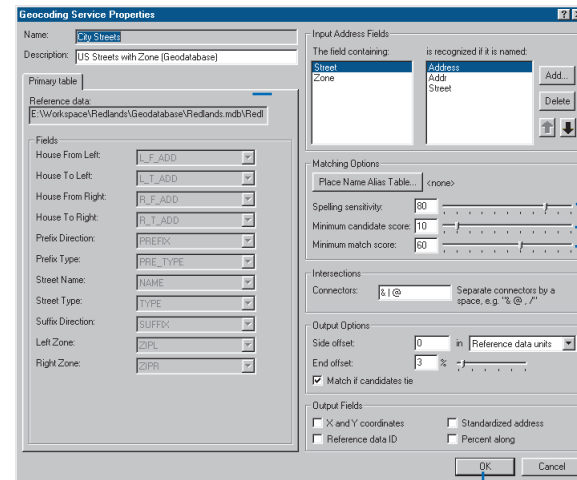 Geocoding Service Properties
Name: City Streets
Description: US Streets with Zone (Geodatabase)
Primary table
Reference data:
E:\Workspace\Redlands\Geodatabase\Redlands.mdb\Redl
Fields
House From Left: L_F_ADD
House To Left: L_T_ADD
House From Right: R_F_ADD
House To Right: R_T_ADD
Prefix Direction: PREFIX
Prefix Type: PRE_TYPE
Street Name: NAME
Street Type: TYPE
Suffix Direction: SUFFIX
Left Zone: ZIPL
Right Zone: ZIPR
Input Address Fields
The field containing: is recognized if it is named:
Street
Zone
Address
Addr
Street
Add...
Delete
Matching Options
Place Name Alias Table... <none>
Spelling sensitivity: 80
Minimum candidate score: 10
Minimum match score: 60
Intersections
Connectors: & | @ Separate connectors by a
space, e.g. "& @ , /"
Output Options
Side offset: 0 in Reference data units
End offset: 3 %
Match if candidates tie
Output Fields
X and Y coordinates Standardized address
Reference data ID Percent along
OK Cancel